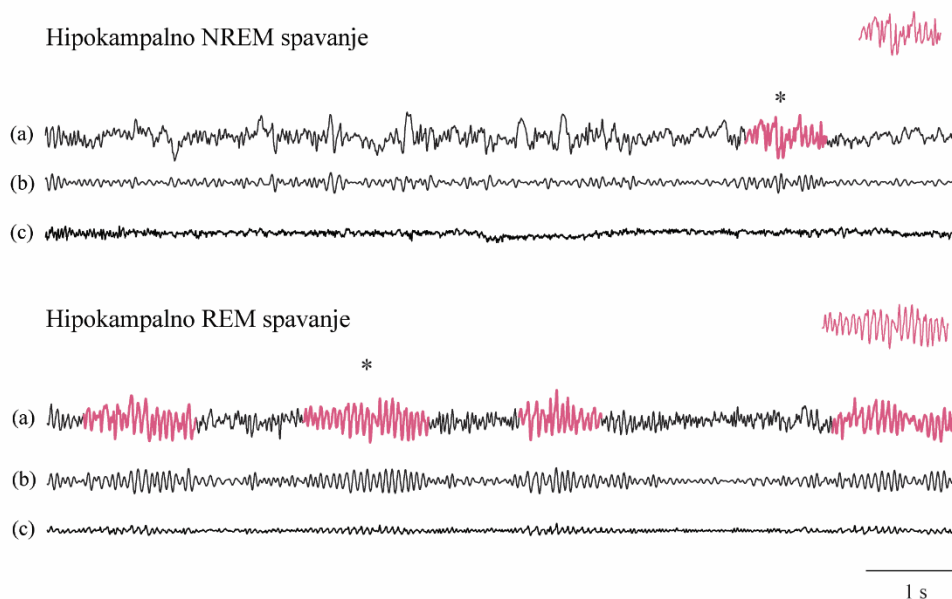 Hipokampalno NREM spavanje
*
(a)
(b)
(c)
Hipokampalno REM spavanje
*
(a)
(b)
(c)
1 s